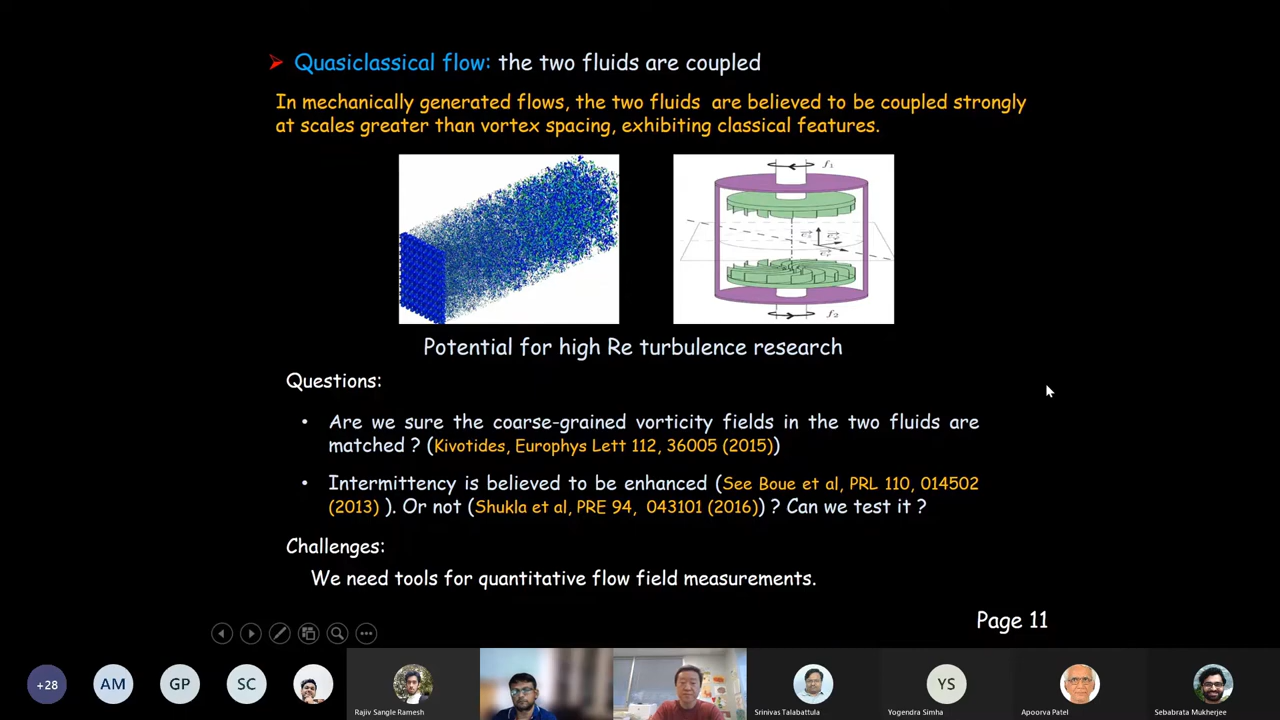 ➤ Quasiclassical flow: the two fluids are coupled
In mechanically generated flows, the two fluids are believed to be coupled strongly
at scales greater than vortex spacing, exhibiting classical features.
f1
f2
Potential for high Re turbulence research
Questions:
• Are we sure the coarse-grained vorticity fields in the two fluids are
matched ? (Kivotides, Europhys Lett 112, 36005 (2015))
• Intermittency is believed to be enhanced (See Boue et al, PRL 110, 014502
(2013) ). Or not (Shukla et al, PRE 94, 043101 (2016)) ? Can we test it ?
Challenges:
We need tools for quantitative flow field measurements.
Page 11
+28
AM
GP
SC
YS
Rajiv Sangle Ramesh
Srinivas Talabattula
Yogendra Simha
Apoorva Patel
Sebabrata Mukherjee